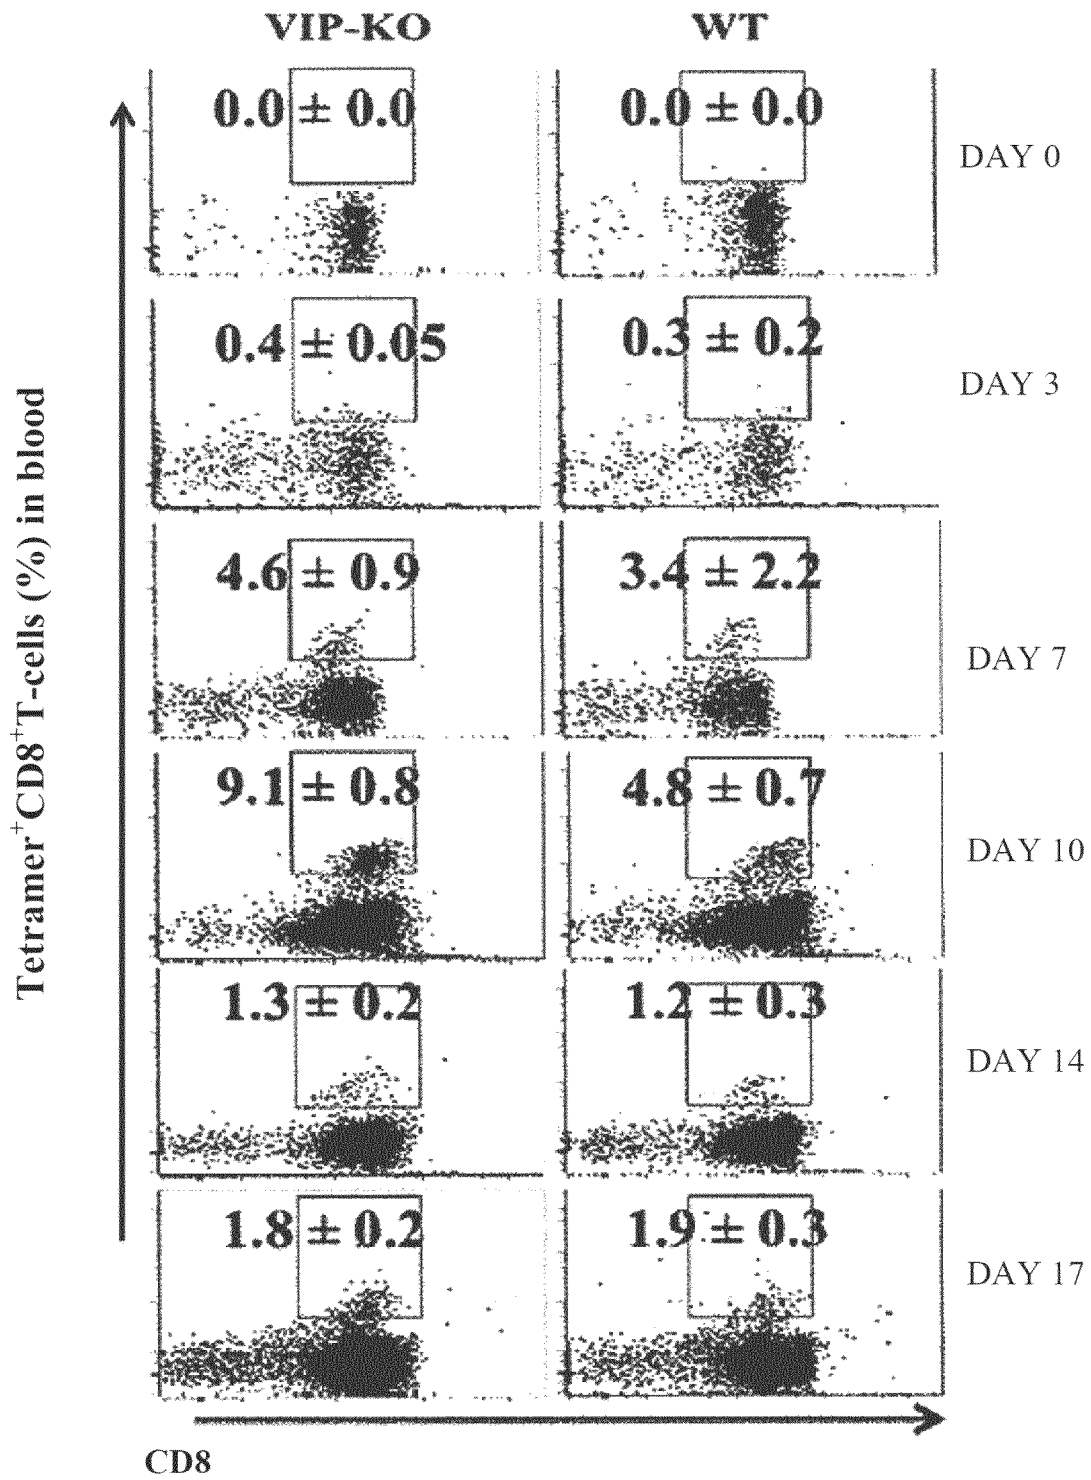 VIP-KO WT
0.0 ± 0.0 0.0 ± 0.0 DAY 0
0.4 ± 0.05 0.3 ± 0.2 DAY 3
4.6 ± 0.9 3.4 ± 2.2 DAY 7
9.1 ± 0.8 4.8 ± 0.7 DAY 10
1.3 ± 0.2 1.2 ± 0.3 DAY 14
1.8 ± 0.2 1.9 ± 0.3 DAY 17
Tetramer⁺CD8⁺T-cells (%) in blood
CD8